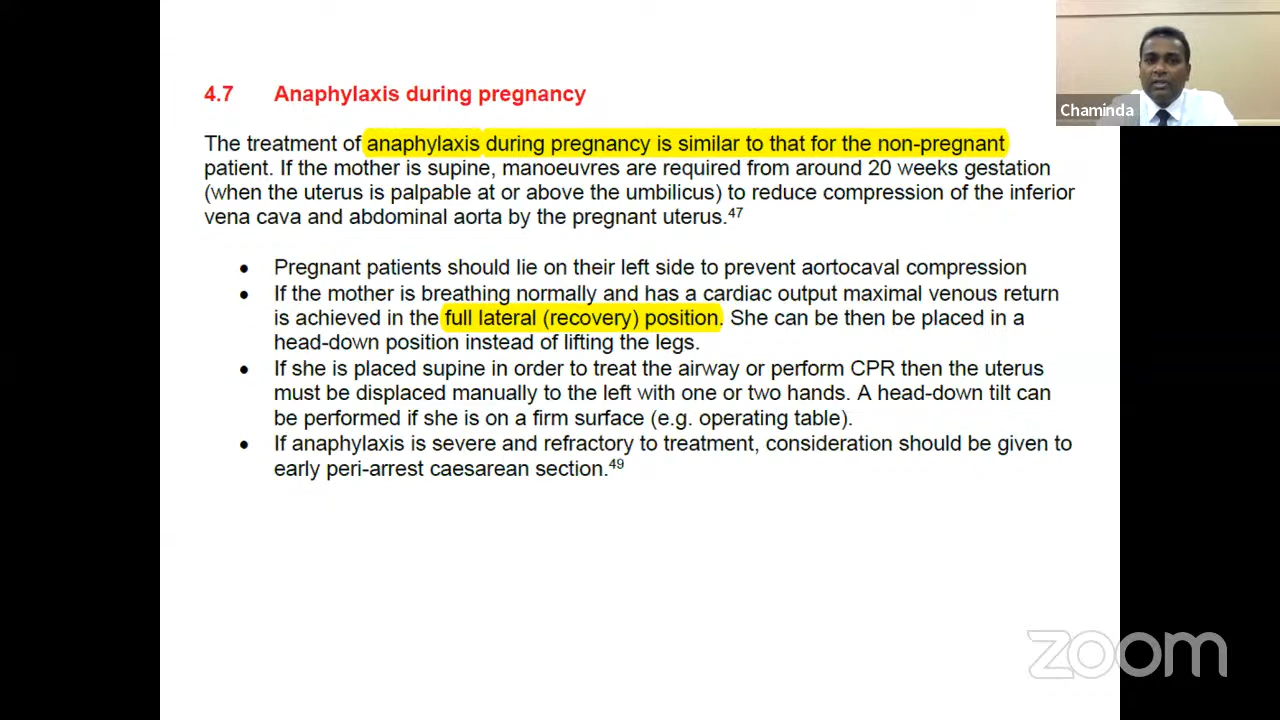 4.7 Anaphylaxis during pregnancy
The treatment of anaphylaxis during pregnancy is similar to that for the non-pregnant
patient. If the mother is supine, manoeuvres are required from around 20 weeks gestation
(when the uterus is palpable at or above the umbilicus) to reduce compression of the inferior
vena cava and abdominal aorta by the pregnant uterus.47
• Pregnant patients should lie on their left side to prevent aortocaval compression
• If the mother is breathing normally and has a cardiac output maximal venous return
is achieved in the full lateral (recovery) position. She can be then be placed in a
head-down position instead of lifting the legs.
• If she is placed supine in order to treat the airway or perform CPR then the uterus
must be displaced manually to the left with one or two hands. A head-down tilt can
be performed if she is on a firm surface (e.g. operating table).
• If anaphylaxis is severe and refractory to treatment, consideration should be given to
early peri-arrest caesarean section.49
Chaminda
zoom